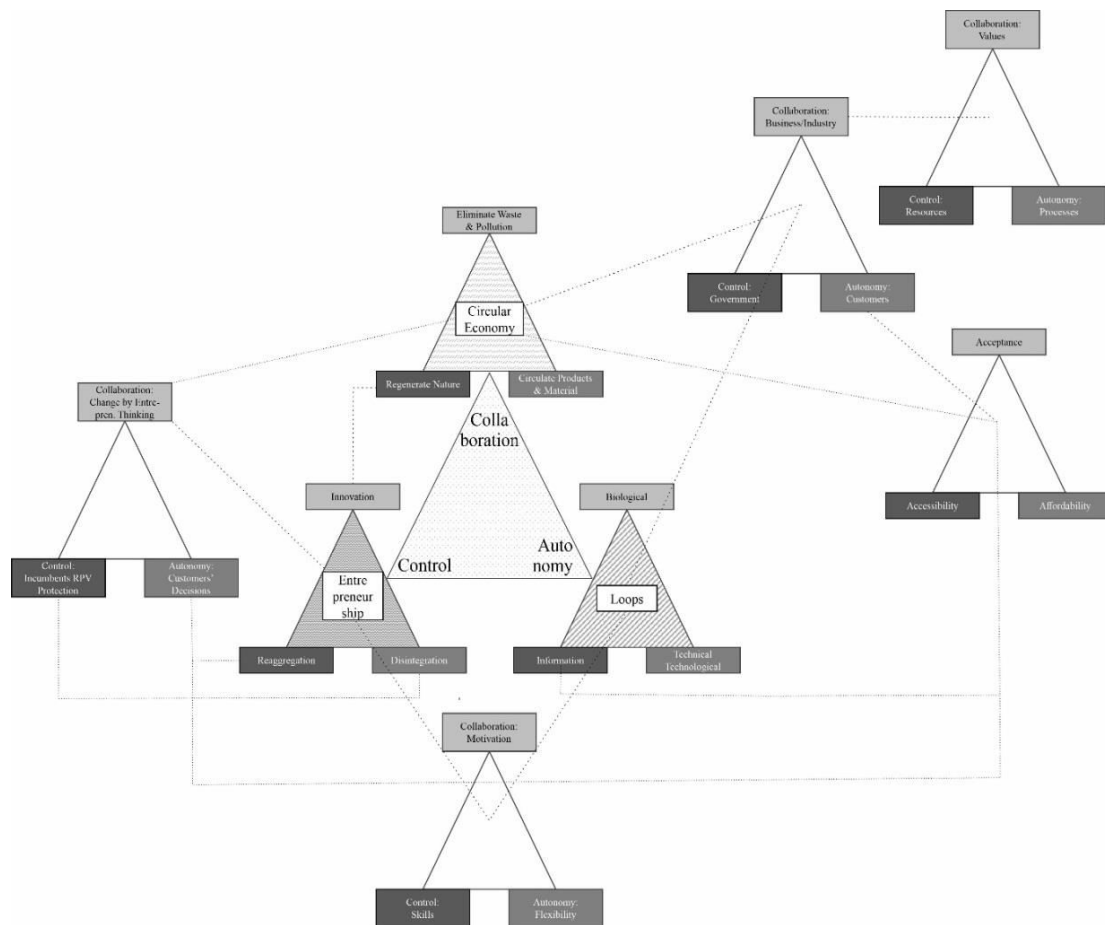 Collaboration:
Values
Collaboration:
Business/Industry
Control:
Resources
Autonomy:
Processes
Eliminate Waste
& Pollution
Control:
Government
Autonomy:
Customers
Circular
Economy
Acceptance
Collaboration:
Change by Entre-
pren. Thinking
Regenerate Nature
Circulate Products
& Material
Colla
boration
Innovation
Biological
Accessibility
Affordability
Control
Auto
nomy
Control:
Incumbents RPV
Protection
Autonomy:
Customers'
Decisions
Entre
preneur
ship
Loops
Reaggregation
Disintegration
Information
Technical
Technological
Collaboration:
Motivation
Control:
Skills
Autonomy:
Flexibility